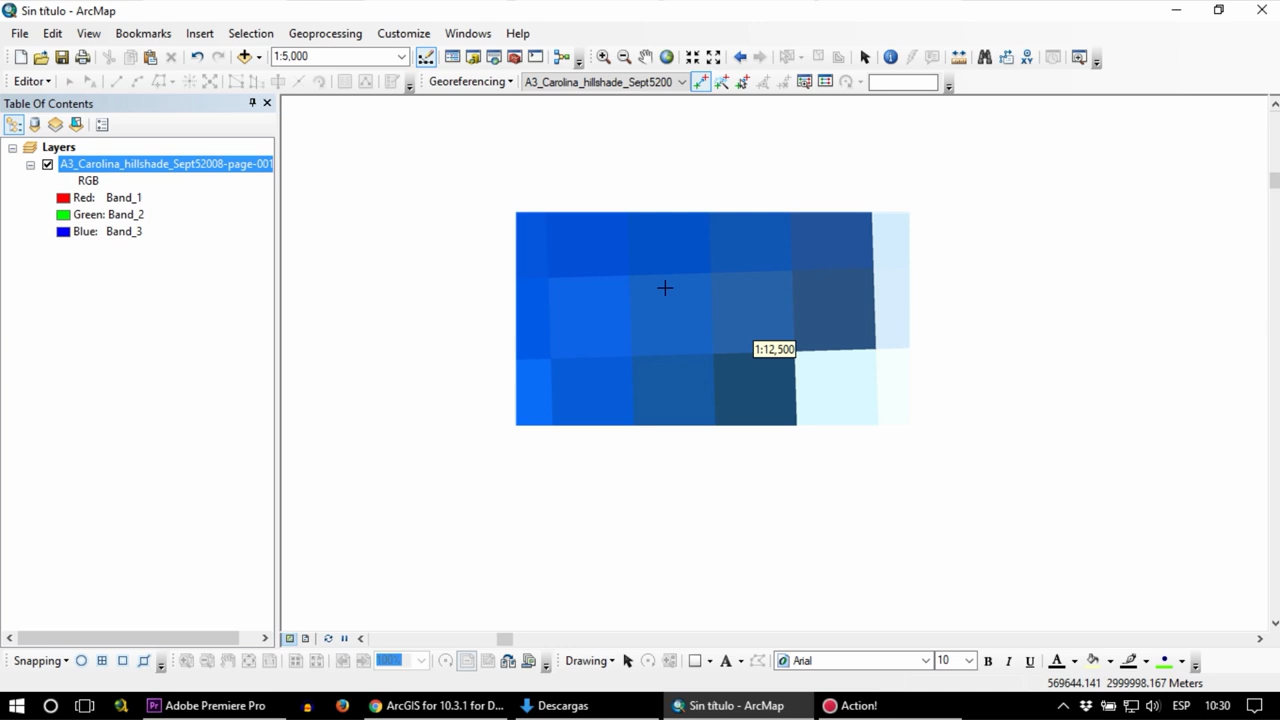 Sin título - ArcMap
File Edit View Bookmarks Insert Selection Geoprocessing Customize Windows Help
1:5,000
Editor Georeferencing A3_Carolina_hillshade_Sept5200
Table Of Contents
Layers
A3_Carolina_hillshade_Sept52008-page-001
RGB
Red: Band_1
Green: Band_2
Blue: Band_3
1:12,500
Snapping 100% Drawing Arial 10 B I U A
569644.141 2999998.167 Meters
Adobe Premiere Pro ArcGIS for 10.3.1 for D... Descargas Sin título - ArcMap Action! ESP 10:30